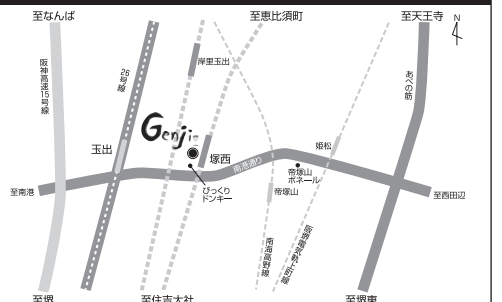 至なんば
至恵比須町
至天王寺
N
阪神高速15号線
26号線
岸里玉出
あべの筋
Genji
玉出
塚西
姫松
南港通り
帝塚山
ボネール
至南港
びっくり
ドンキー
帝塚山
至西田辺
南海高野線
阪堺電気軌上町線
至堺
至住吉大社
至堺東